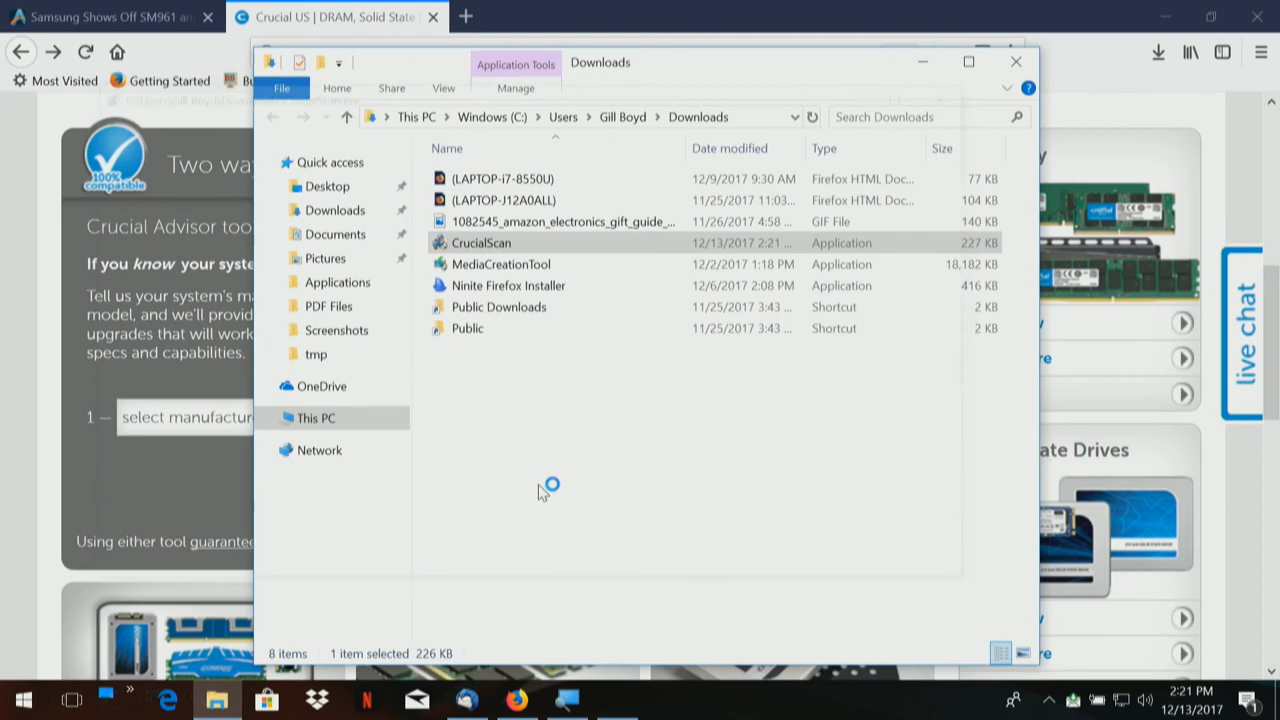 Samsung Shows Off SM961 an
Crucial US | DRAM, Solid State
Most Visited
Getting Started
Application Tools
Downloads
File
Home
Share
View
Manage
This PC
Windows (C:)
Users
Gill Boyd
Downloads
Search Downloads
Name
Date modified
Type
Size
Quick access
Desktop
Downloads
Documents
Pictures
Applications
PDF Files
Screenshots
tmp
OneDrive
This PC
Network
(LAPTOP-i7-8550U) 12/9/2017 9:30 AM Firefox HTML Doc... 77 KB
(LAPTOP-J12A0ALL) 11/25/2017 11:03... Firefox HTML Doc... 104 KB
1082545_amazon_electronics_gift_guide_... 11/26/2017 4:58 ... GIF File 140 KB
CrucialScan 12/13/2017 2:21 ... Application 227 KB
MediaCreationTool 12/2/2017 1:18 PM Application 18,182 KB
Ninite Firefox Installer 12/6/2017 2:08 PM Application 416 KB
Public Downloads 11/25/2017 3:43 ... Shortcut 2 KB
Public 11/25/2017 3:43 ... Shortcut 2 KB
8 items 1 item selected 226 KB
100%
compatible
Two wa
Crucial Advisor too
If you know your syste
Tell us your system's ma
model, and we'll provid
upgrades that will work
specs and capabilities.
1 — select manufactur
Using either tool guarantee
live chat
ate Drives
2:21 PM
12/13/2017